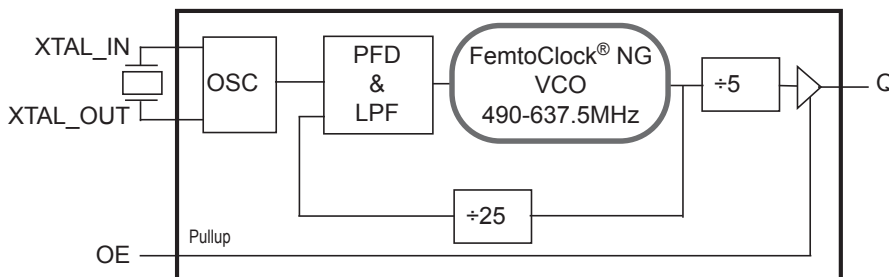 XTAL_IN
XTAL_OUT
OSC
PFD
&
LPF
FemtoClock® NG
VCO
490-637.5MHz
÷5
Q
÷25
OE
Pullup